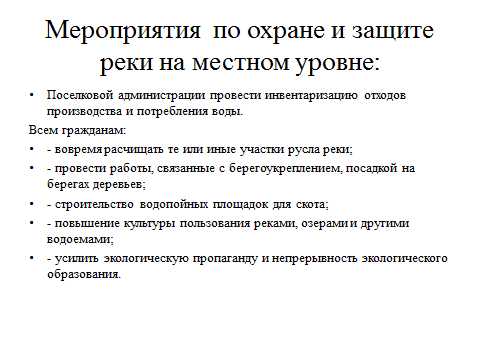 Мероприятия по охране и защите
реки на местном уровне:
• Поселковой администрации провести инвентаризацию отходов
производства и потребления воды.
Всем гражданам:
• - вовремя расчищать те или иные участки русла реки;
• - провести работы, связанные с берегоукреплением, посадкой на
берегах деревьев;
• - строительство водопойных площадок для скота;
• - повышение культуры пользования реками, озерами и другими
водоемами;
• - усилить экологическую пропаганду и непрерывность экологического
образования.